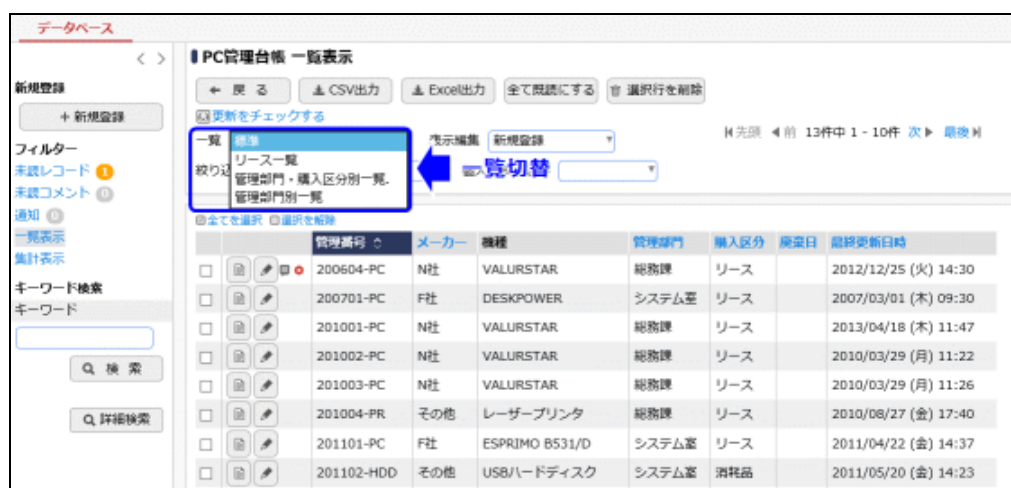 データベース
新規登録
+ 新規登録
フィルター
未読レコード 1
未読コメント 0
通知 0
一覧表示
集計表示
キーワード検索
キーワード
検 索
詳細検索
PC管理台帳 一覧表示
戻 る CSV出力 Excel出力 全て既読にする 選択行を削除
更新をチェックする
一覧 標準 表示編集 新規登録 先頭 前 13件中 1 - 10件 次 最後
リース一覧
絞り込 管理部門・購入区分別一覧. 一覧切替
管理部門別一覧
全てを選択 選択を解除
管理番号 メーカー 機種 管理部門 購入区分 廃棄日 最終更新日時
200604-PC N社 VALURSTAR 総務課 リース 2012/12/25 (火) 14:30
200701-PC F社 DESKPOWER システム室 リース 2007/03/01 (木) 09:30
201001-PC N社 VALURSTAR 総務課 リース 2013/04/18 (木) 11:47
201002-PC N社 VALURSTAR 総務課 リース 2010/03/29 (月) 11:22
201003-PC N社 VALURSTAR 総務課 リース 2010/03/29 (月) 11:26
201004-PR その他 レーザープリンタ 総務課 リース 2010/08/27 (金) 17:40
201101-PC F社 ESPRIMO B531/D システム室 リース 2011/04/22 (金) 14:37
201102-HDD その他 USBハードディスク システム室 消耗品 2011/05/20 (金) 14:23